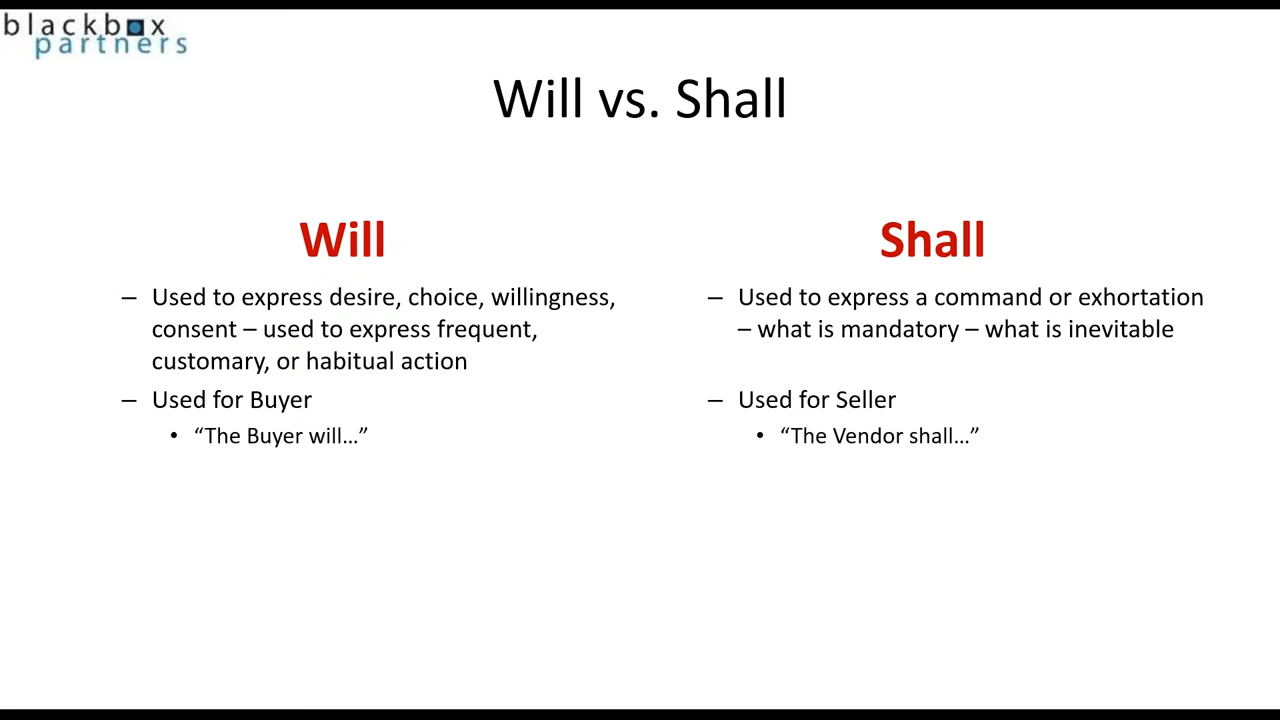 blackbox
partners
Will vs. Shall
Will
– Used to express desire, choice, willingness,
consent – used to express frequent,
customary, or habitual action
– Used for Buyer
• “The Buyer will…”
Shall
– Used to express a command or exhortation
– what is mandatory – what is inevitable
– Used for Seller
• “The Vendor shall…”